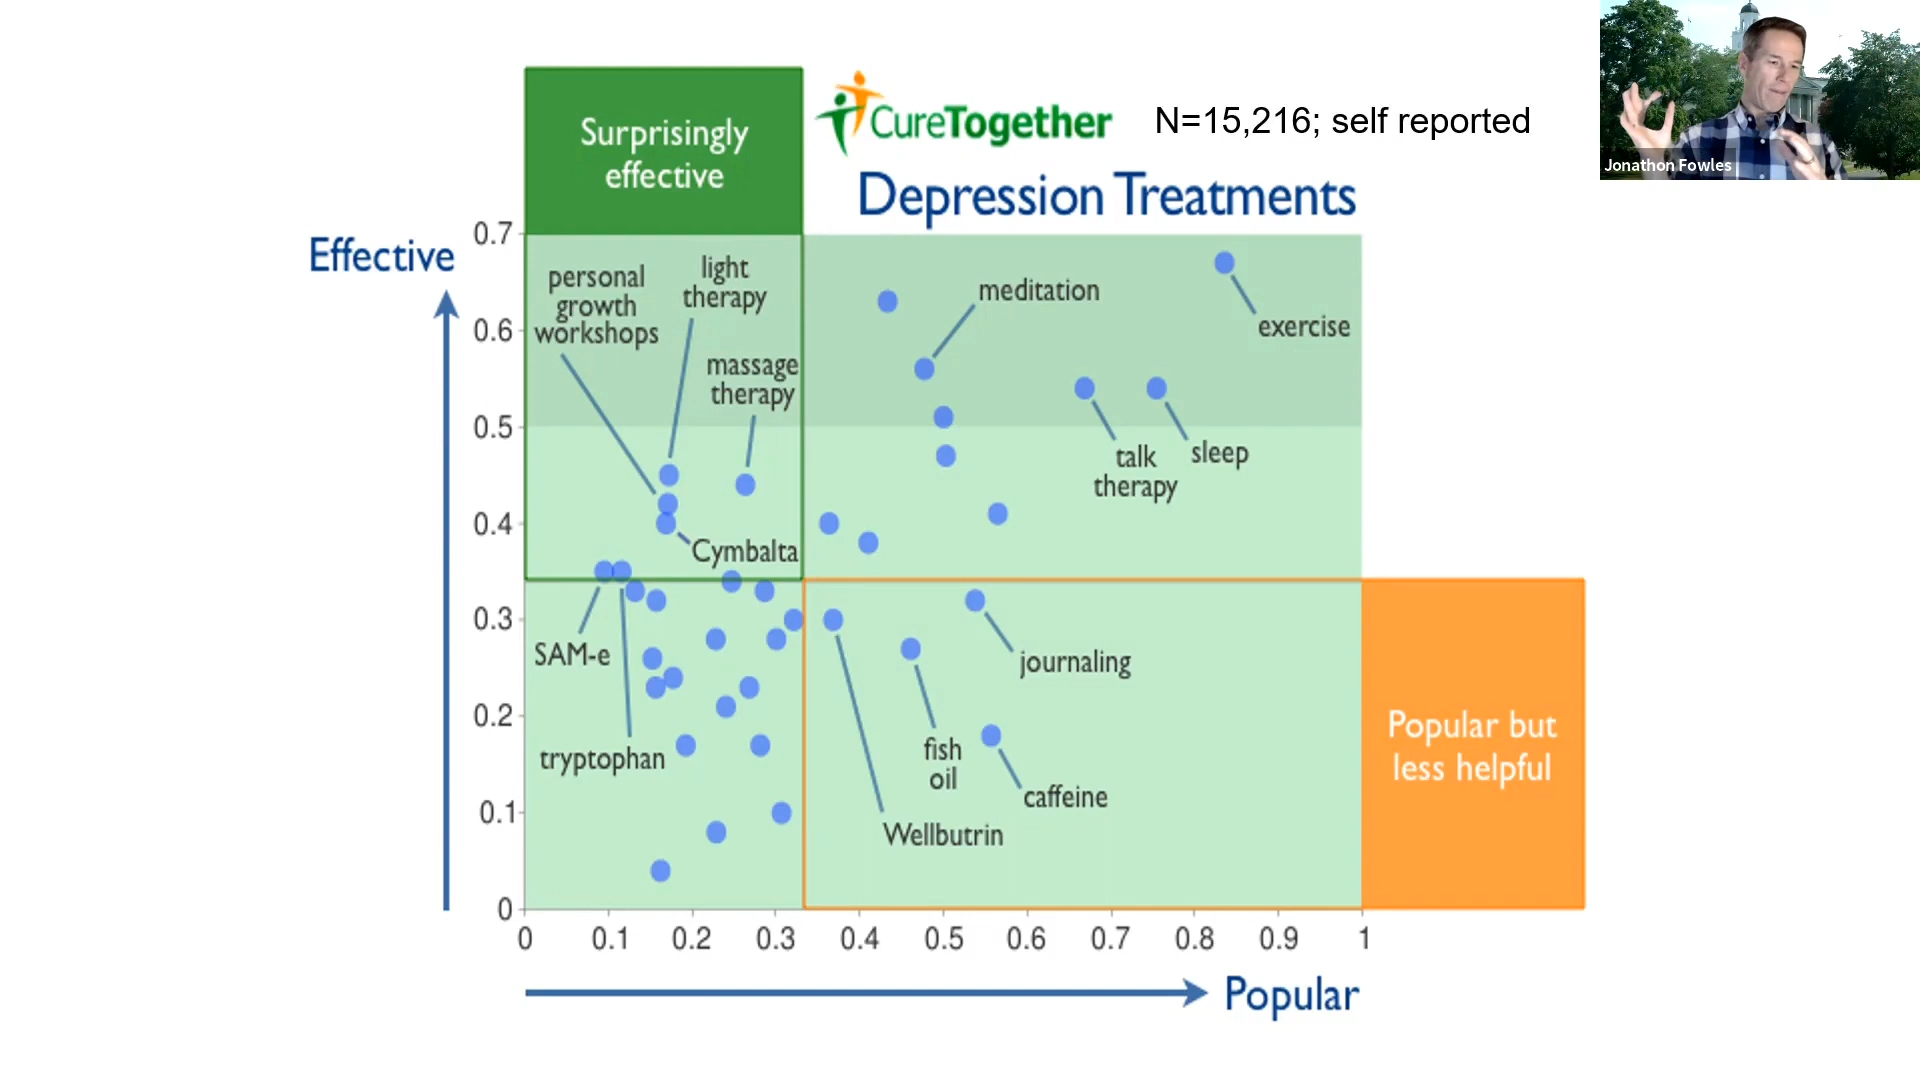 Surprisingly
effective
CureTogether
N=15,216; self reported
Jonathon Fowles
Depression Treatments
Effective
0.7
0.6
0.5
0.4
0.3
0.2
0.1
0
personal
growth
workshops
light
therapy
massage
therapy
Cymbalta
meditation
exercise
talk
therapy
sleep
SAM-e
tryptophan
journaling
fish
oil
caffeine
Wellbutrin
Popular but
less helpful
0
0.1
0.2
0.3
0.4
0.5
0.6
0.7
0.8
0.9
1
Popular